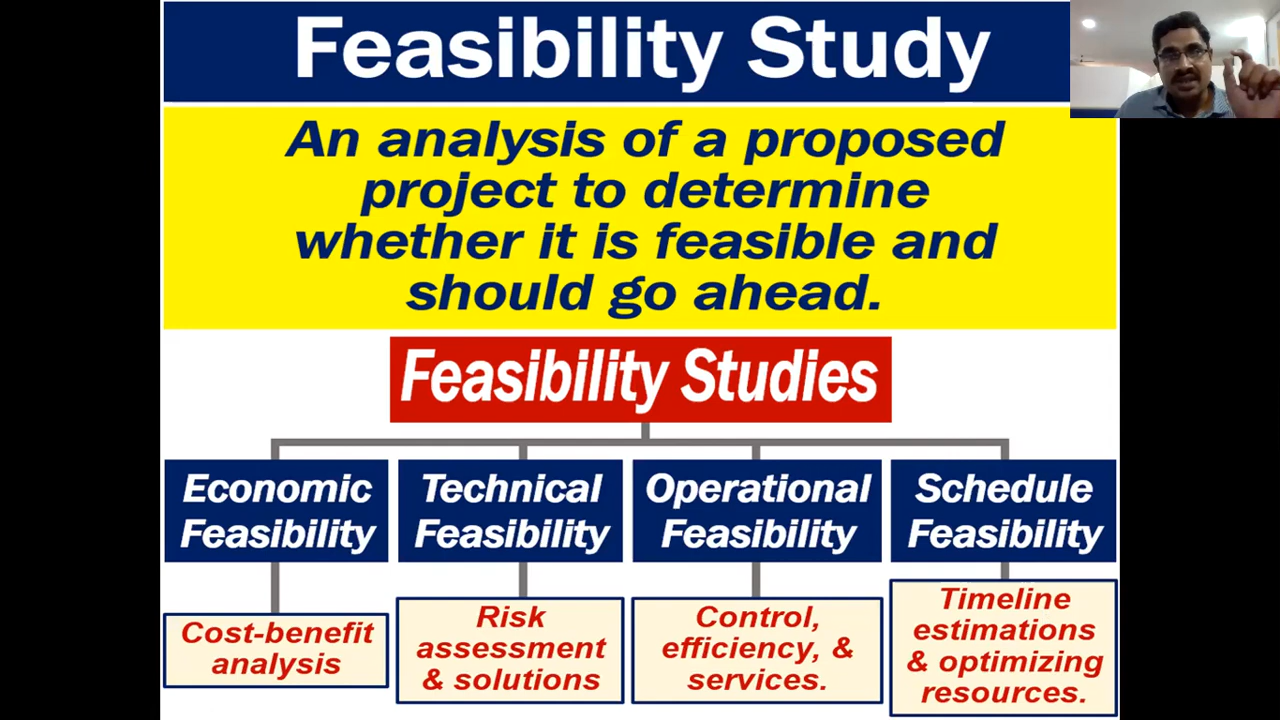 Feasibility Study
An analysis of a proposed
project to determine
whether it is feasible and
should go ahead.
Feasibility Studies
Economic
Feasibility
Technical
Feasibility
Operational
Feasibility
Schedule
Feasibility
Cost-benefit
analysis
Risk
assessment
& solutions
Control,
efficiency, &
services.
Timeline
estimations
& optimizing
resources.